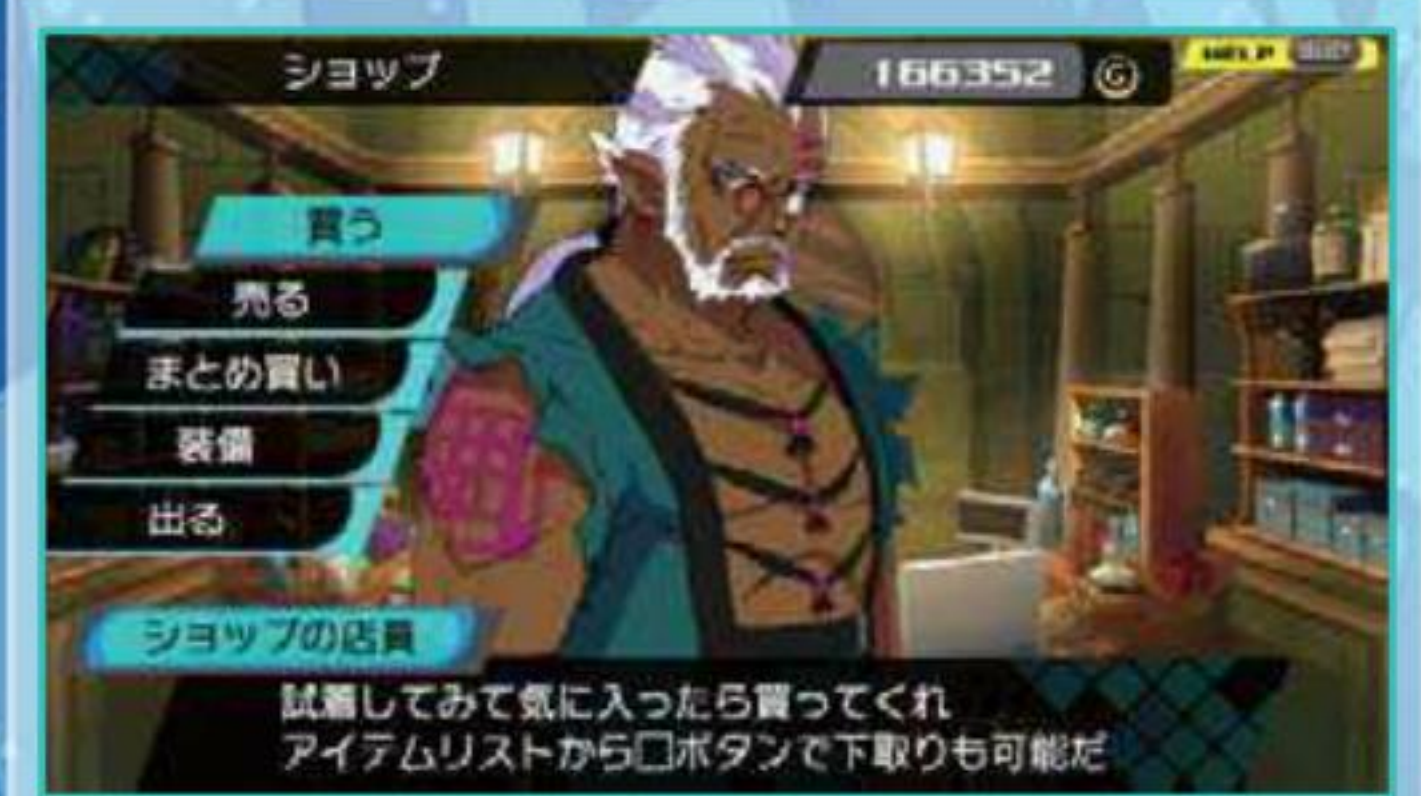 ショップ
166352 G
HELP SELECT
買う
売る
まとめ買い
装備
出る
ショップの店員
試着してみて気に入ったら買ってくれ
アイテムリストから□ボタンで下取りも可能だ